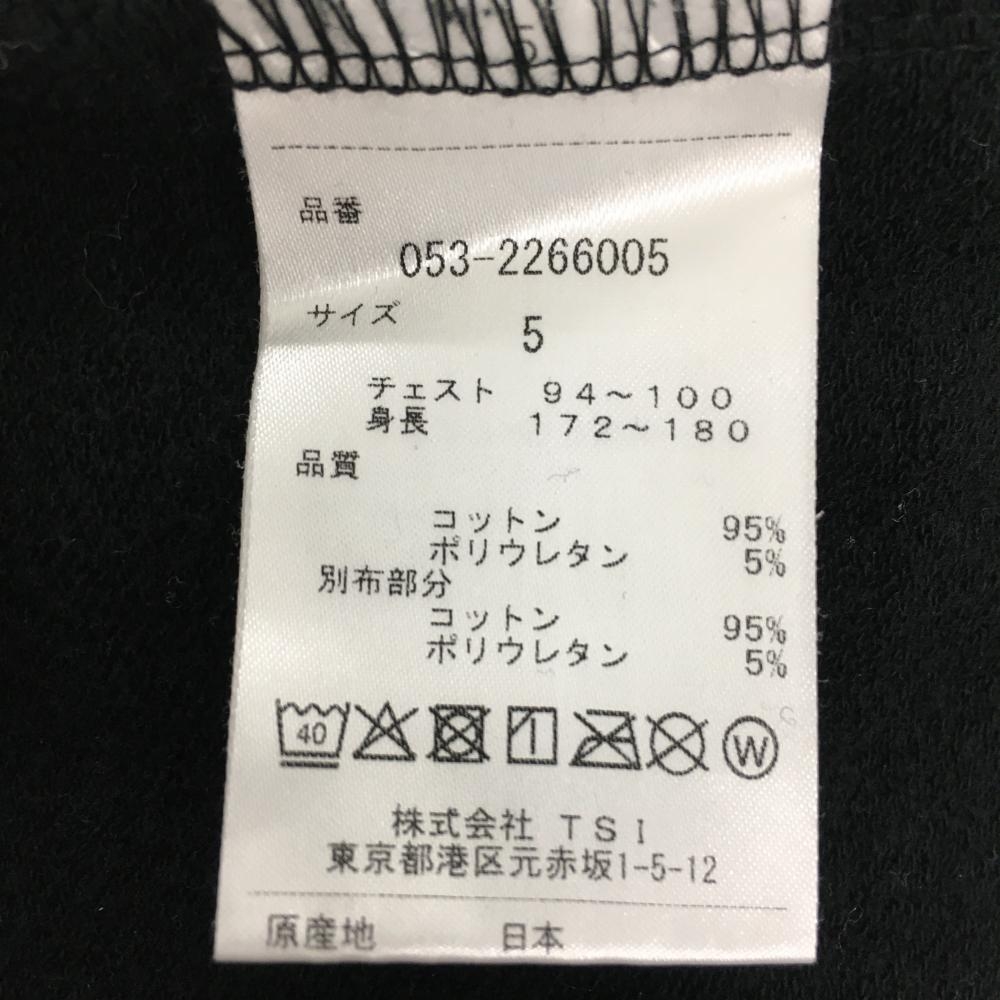 品番
053-2266005
サイズ
5
チェスト 94～100
身長 172～180
品質
コットン 95%
ポリウレタン 5%
別布部分
コットン 95%
ポリウレタン 5%
40 W
株式会社 TSI
東京都港区元赤坂1-5-12
原産地 日本